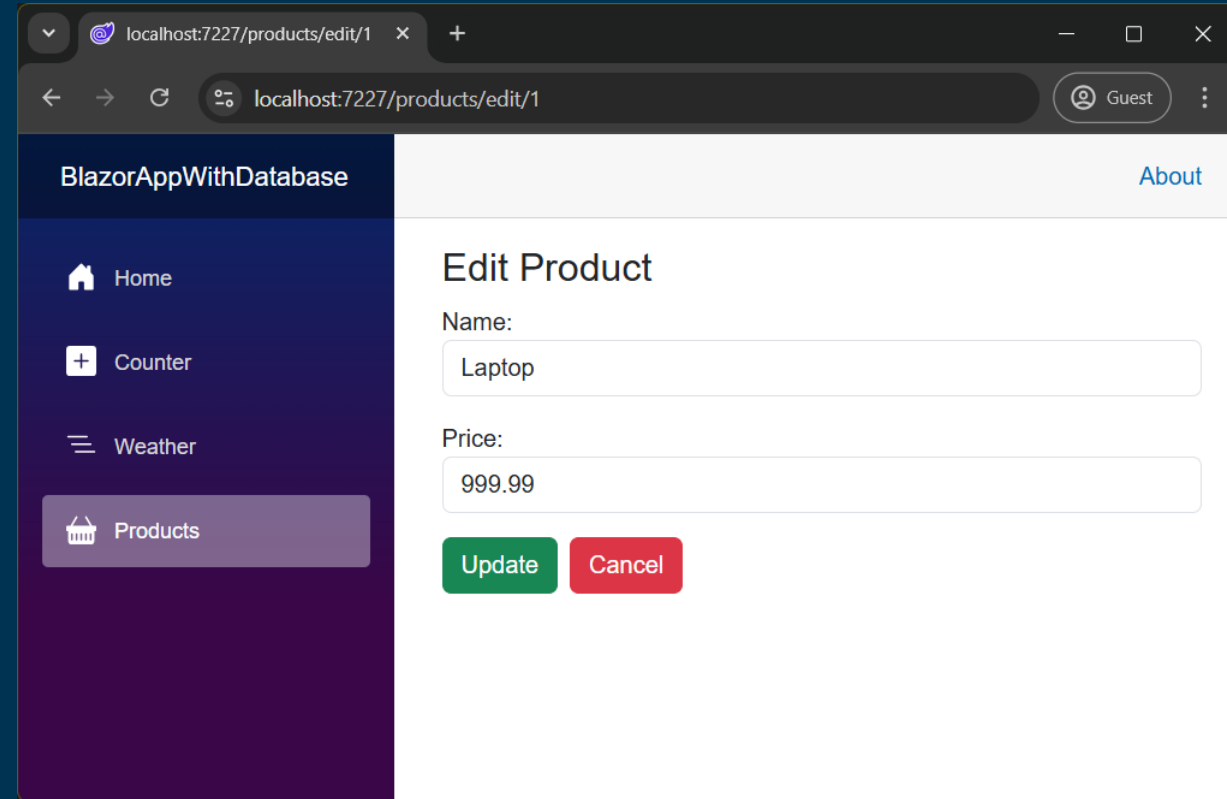 localhost:7227/products/edit/1
localhost:7227/products/edit/1
Guest
BlazorAppWithDatabase
About
Home
Counter
Weather
Products
Edit Product
Name:
Laptop
Price:
999.99
Update
Cancel